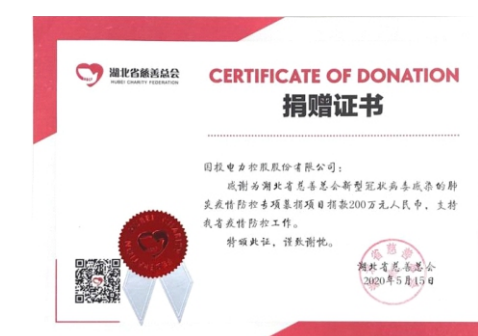 湖北省慈善总会
HUBEI CHARITY FEDERATION
CERTIFICATE OF DONATION
捐赠证书
国投电力控股股份有限公司：
感谢为湖北省慈善总会新型冠状病毒感染的肺
炎疫情防控专项募捐项目捐款200万元人民币，支持
我省疫情防控工作。
特颁此证，谨致谢忱。
湖北省慈善总会
2020年5月15日